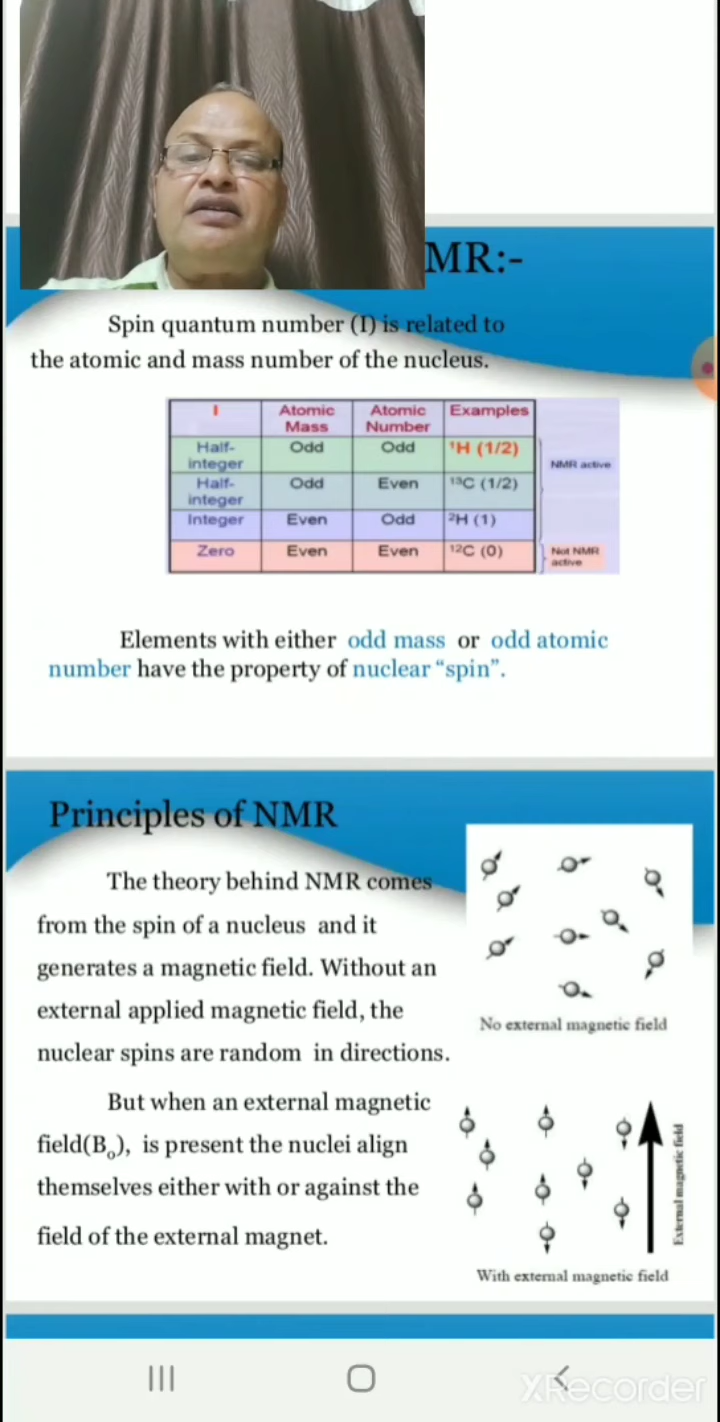 MR:-
Spin quantum number (I) is related to
the atomic and mass number of the nucleus.
I Atomic Mass Atomic Number Examples
Half-integer Odd Odd ¹H (1/2)
Half-integer Odd Even ¹³C (1/2)
Integer Even Odd ²H (1)
Zero Even Even ¹²C (0)
NMR active
Not NMR
active
Elements with either odd mass or odd atomic
number have the property of nuclear “spin”.
Principles of NMR
The theory behind NMR comes
from the spin of a nucleus and it
generates a magnetic field. Without an
external applied magnetic field, the
nuclear spins are random in directions.
But when an external magnetic
field(Bₒ), is present the nuclei align
themselves either with or against the
field of the external magnet.
No external magnetic field
External magnetic field
With external magnetic field
XRecorder